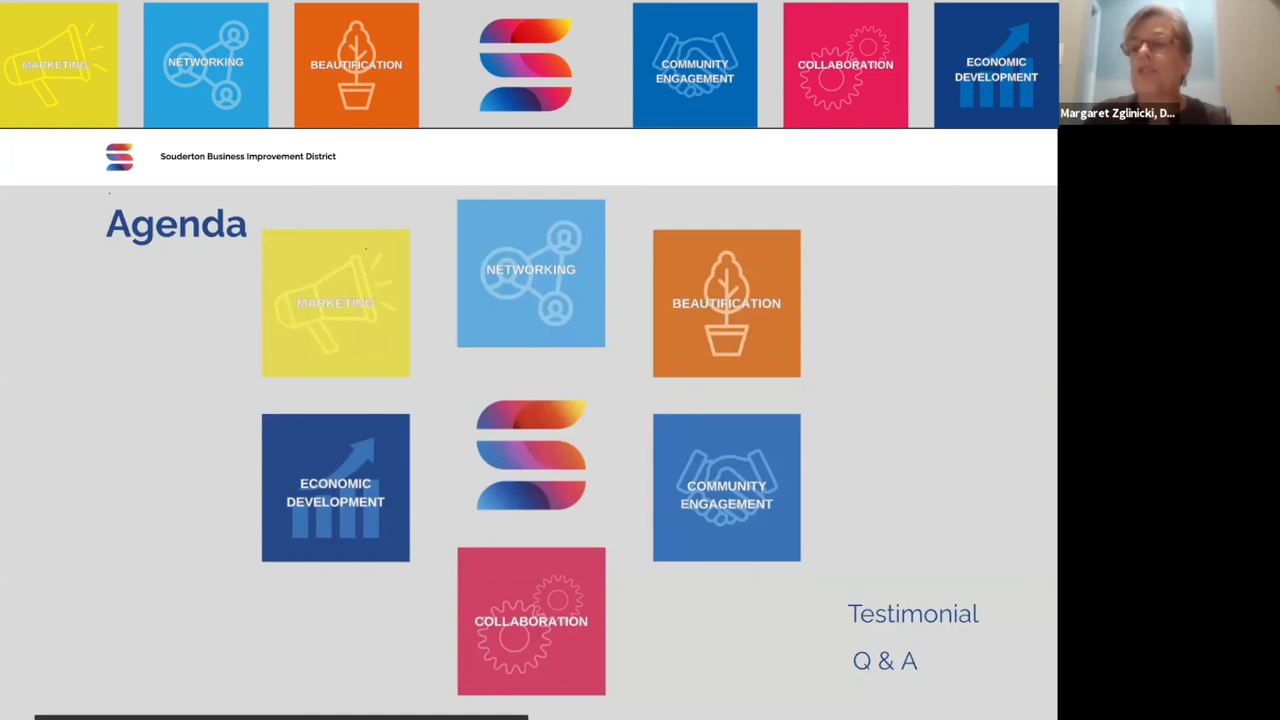 MARKETING
NETWORKING
BEAUTIFICATION
COMMUNITY
ENGAGEMENT
COLLABORATION
ECONOMIC
DEVELOPMENT
Margaret Zglinicki, D...
Souderton Business Improvement District
Agenda
MARKETING
NETWORKING
BEAUTIFICATION
ECONOMIC
DEVELOPMENT
COMMUNITY
ENGAGEMENT
COLLABORATION
Testimonial
Q & A